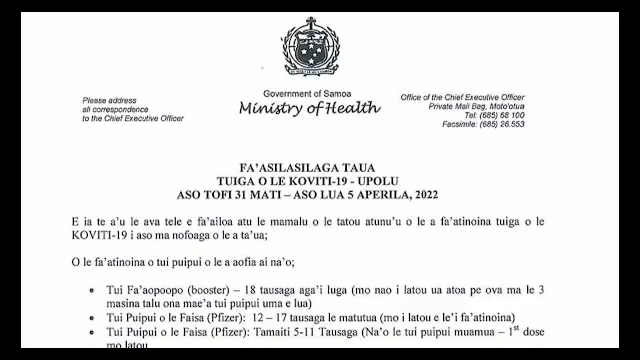 Government of Samoa
Ministry of Health
Please address
all correspondence
to the Chief Executive Officer
Office of the Chief Executive Officer
Private Mail Bag, Moto'otua
Tel: (685) 68 100
Facsimile: (685) 26.553
FA'ASILASILAGA TAUA
TUIGA O LE KOVITI-19 - UPOLU
ASO TOFI 31 MATI – ASO LUA 5 APERILA, 2022
E ia te a'u le ava tele e fa'ailoa atu le mamalu o le tatou atunu'u o le a fa'atinoina tuiga o le
KOVITI-19 i aso ma nofoaga o le a ta'ua;
O le fa'atinoina o tui puipui o le a aofia ai na'o;
• Tui Fa'aopoopo (booster) – 18 tausaga aga'i luga (mo nao i latou ua atoa pe ova ma le 3
masina talu ona mae'a tui puipui uma e lua)
• Tui Puipui o le Faisa (Pfizer): 12 – 17 tausaga le matutua (mo i latou e le'i fa'atinoina)
• Tui Puipui o le Faisa (Pfizer): Tamaiti 5-11 Tausaga (Na'o le tui puipui muamua – 1st dose
mo latou